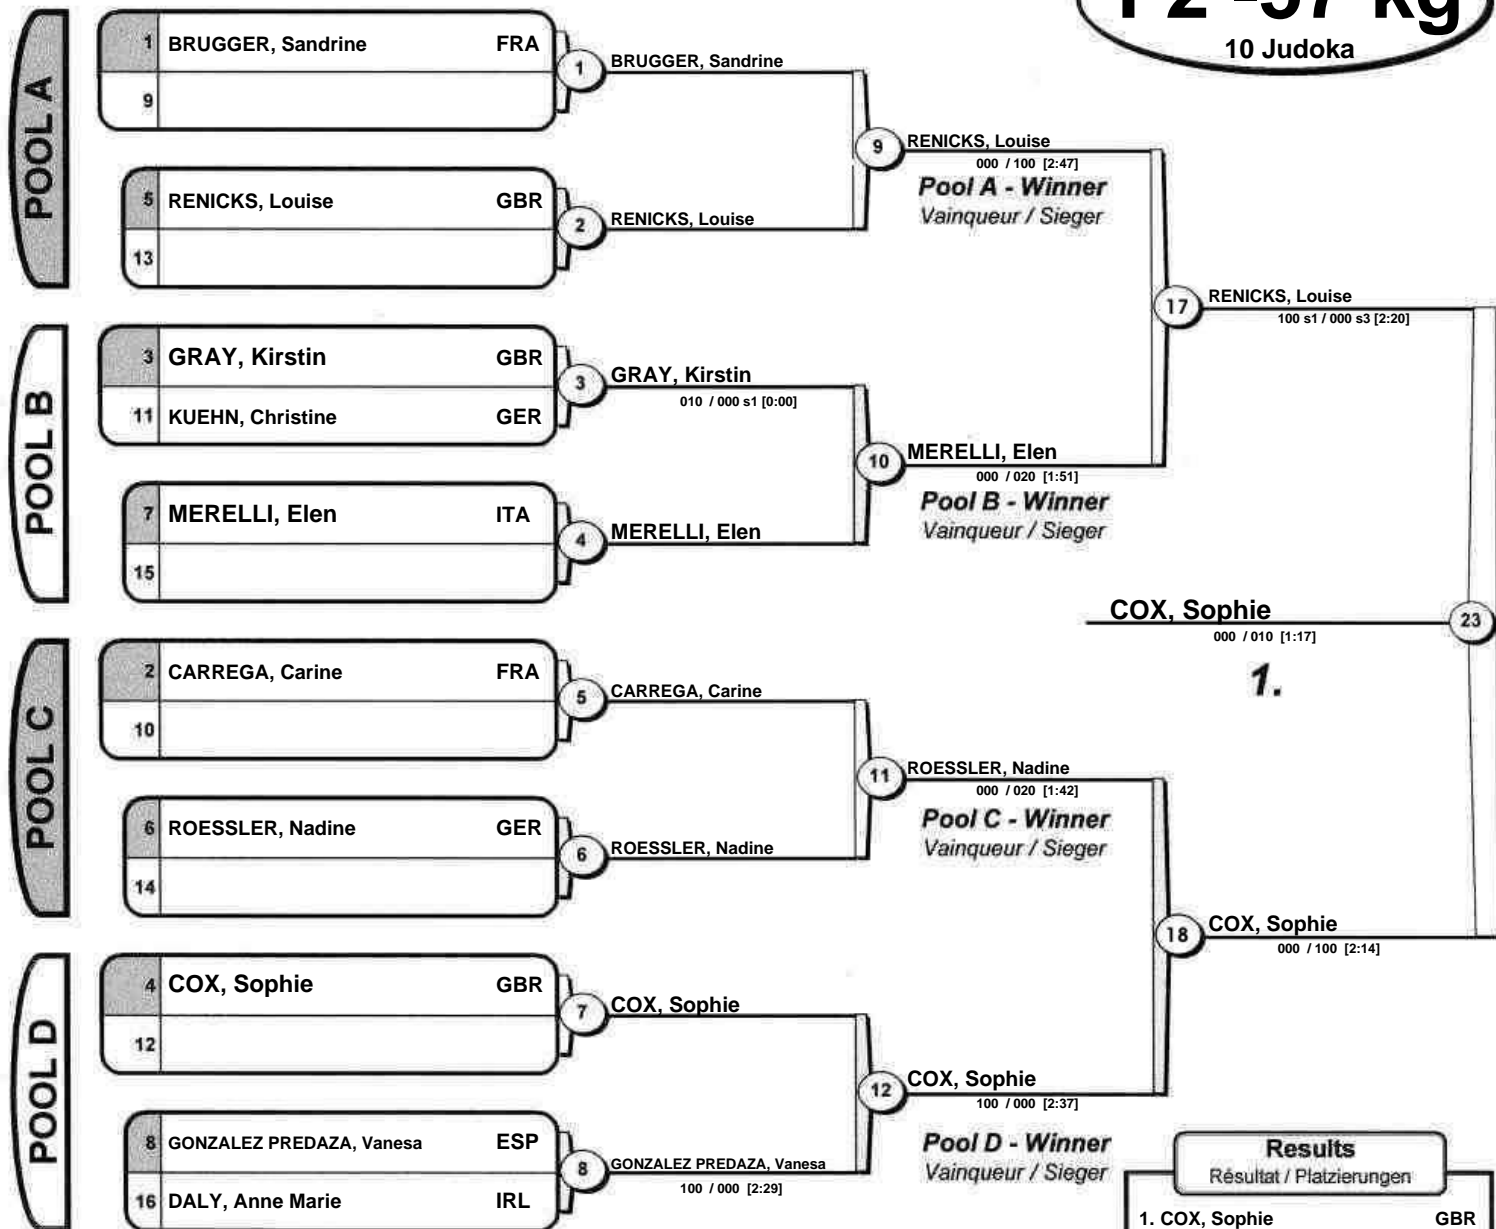 -57 kg
10 Judoka
POOL A
1 BRUGGER, Sandrine FRA
9
5 RENICKS, Louise GBR
13
1 BRUGGER, Sandrine
2 RENICKS, Louise
9 RENICKS, Louise
000 / 100 [2:47]
Pool A - Winner
Vainqueur / Sieger
POOL B
3 GRAY, Kirstin GBR
11 KUEHN, Christine GER
7 MERELLI, Elen ITA
15
3 GRAY, Kirstin
010 / 000 s1 [0:00]
4 MERELLI, Elen
10 MERELLI, Elen
000 / 020 [1:51]
Pool B - Winner
Vainqueur / Sieger
17 RENICKS, Louise
100 s1 / 000 s3 [2:20]
COX, Sophie 23
000 / 010 [1:17]
1.
POOL C
2 CARREGA, Carine FRA
10
6 ROESSLER, Nadine GER
14
5 CARREGA, Carine
6 ROESSLER, Nadine
11 ROESSLER, Nadine
000 / 020 [1:42]
Pool C - Winner
Vainqueur / Sieger
POOL D
4 COX, Sophie GBR
12
8 GONZALEZ PREDAZA, Vanesa ESP
16 DALY, Anne Marie IRL
7 COX, Sophie
8 GONZALEZ PREDAZA, Vanesa
100 / 000 [2:29]
12 COX, Sophie
100 / 000 [2:37]
Pool D - Winner
Vainqueur / Sieger
18 COX, Sophie
000 / 100 [2:14]
Results
Résultat / Platzierungen
1. COX, Sophie GBR